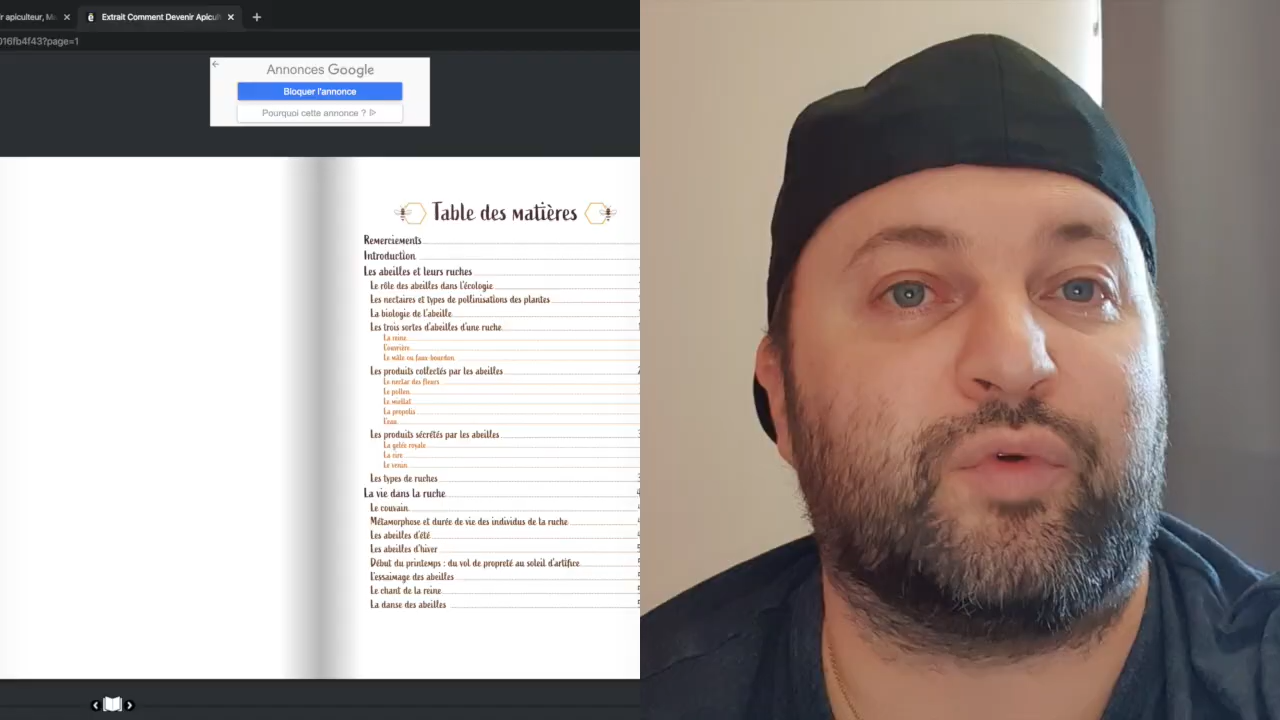 r apiculteur, M
Extrait Comment Devenir Apicul
016fb4f43?page=1
Annonces Google
Bloquer l'annonce
Pourquoi cette annonce ?
Table des matières
Remerciements
Introduction
Les abeilles et leurs ruches
Le rôle des abeilles dans l'écologie
Les nectaires et types de pollinisations des plantes
La biologie de l'abeille
Les trois sortes d'abeilles d'une ruche
La reine
L'ouvrière
Le mâle ou faux-bourdon
Les produits collectés par les abeilles
Le nectar des fleurs
Le pollen
Le miellat
La propolis
L'eau
Les produits sécrétés par les abeilles
La gelée royale
La cire
Le venin
Les types de ruches
La vie dans la ruche
Le couvain
Métamorphose et durée de vie des individus de la ruche
Les abeilles d'été
Les abeilles d'hiver
Début du printemps : du vol de propreté au soleil d'artifice
L'essaimage des abeilles
Le chant de la reine
La danse des abeilles